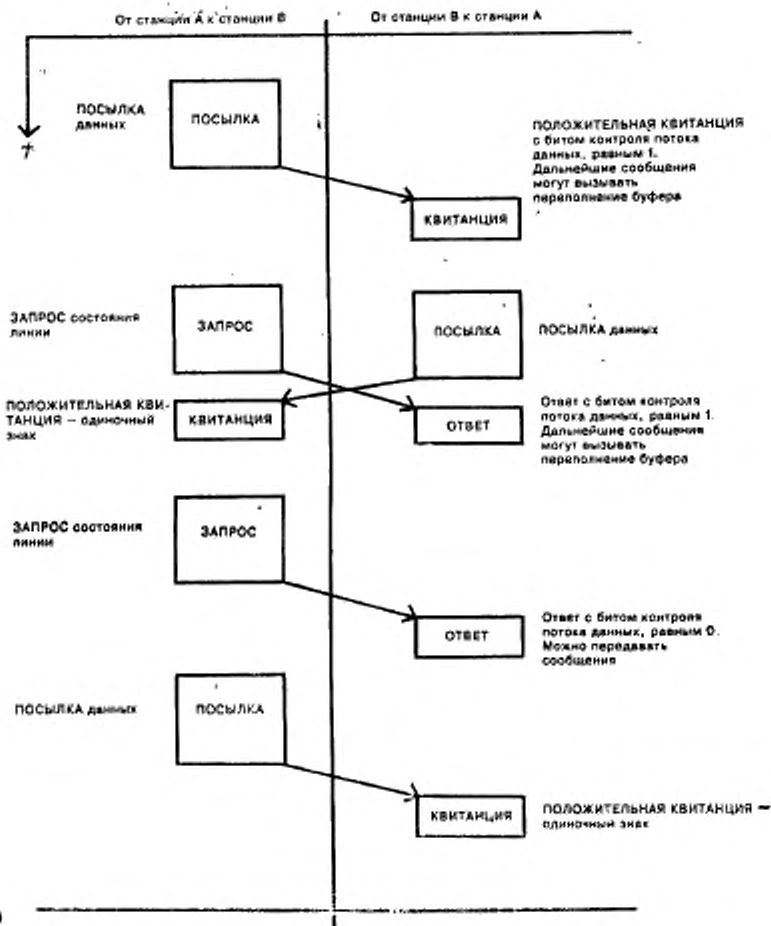 От станции А к станции В
От станции В к станции А
ПОСЫЛКА
данных
ПОСЫЛКА
ПОЛОЖИТЕЛЬНАЯ КВИТАНЦИЯ
с битом контроля потока
данных, равным 1.
Дальнейшие сообщения
могут вызывать
переполнение буфера
КВИТАНЦИЯ
t
ЗАПРОС состояния
линии
ЗАПРОС
ПОСЫЛКА
ПОСЫЛКА данных
ПОЛОЖИТЕЛЬНАЯ КВИ-
ТАНЦИЯ — одиночный
знак
КВИТАНЦИЯ
ОТВЕТ
Ответ с битом контроля
потока данных, равным 1.
Дальнейшие сообщения
могут вызывать
переполнение буфера
ЗАПРОС состояния
линии
ЗАПРОС
ОТВЕТ
Ответ с битом контроля
потока данных, равным 0.
Можно передавать
сообщения
ПОСЫЛКА данных
ПОСЫЛКА
КВИТАНЦИЯ
ПОЛОЖИТЕЛЬНАЯ КВИТАНЦИЯ —
одиночный знак